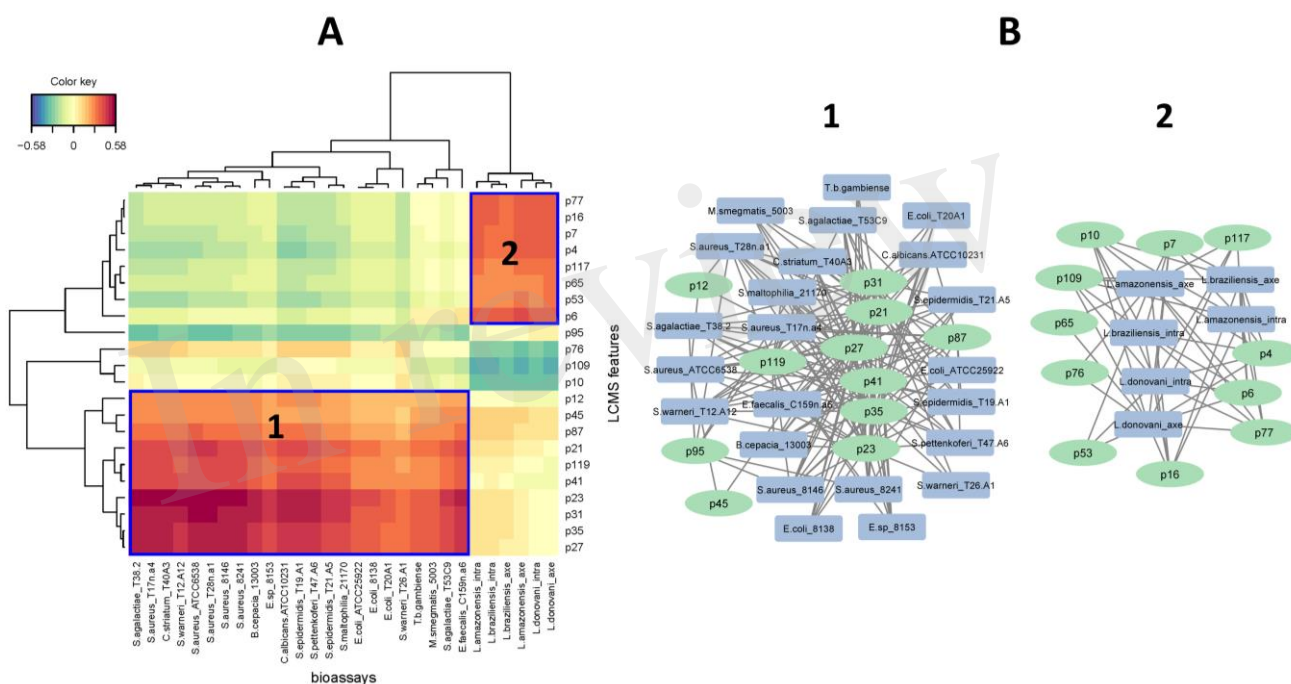 A
B
Color key
−0.58 0 0.58
1
2
p77
p16
p7
p4
p117
p65
p53
p6
p95
p76
p109
p10
p12
p45
p87
p21
p119
p41
p23
p31
p35
p27
LCMS features
S.agalactiae_T38.2
S.aureus_T17n.a4
C.striatum_T40A3
S.warneri_T12.A12
S.aureus_ATCC6538
S.aureus_T28n.a1
S.aureus_8146
S.aureus_8241
B.cepacia_13003
E.sp_8153
C.albicans.ATCC10231
S.epidermidis_T19.A1
S.pettenkoferi_T47.A6
S.epidermidis_T21.A5
S.maltophilia_21170
E.coli_ATCC25922
E.coli_8138
E.coli_T20A1
S.warneri_T26.A1
T.b.gambiense
M.smegmatis_5003
S.agalactiae_T53C9
E.faecalis_C159n.a6
L.amazonensis_intra
L.braziliensis_intra
L.braziliensis_axe
L.amazonensis_axe
L.donovani_intra
L.donovani_axe
bioassays
1
T.b.gambiense
M.smegmatis_5003
S.agalactiae_T53C9
E.coli_T20A1
S.aureus_T28n.a1
C.striatum_T40A3
C.albicans.ATCC10231
p12
S.maltophilia_21170
p31
S.epidermidis_T21.A5
p21
S.agalactiae_T38.2
S.aureus_T17n.a4
p27
p87
p119
S.aureus_ATCC6538
p41
E.coli_ATCC25922
S.warneri_T12.A12
E.faecalis_C159n.a6
p35
S.epidermidis_T19.A1
p95
B.cepacia_13003
p23
S.pettenkoferi_T47.A6
p45
S.aureus_8146
S.aureus_8241
S.warneri_T26.A1
E.coli_8138
E.sp_8153
2
p10
p7
p117
p109
L.amazonensis_axe
L.braziliensis_axe
p65
L.braziliensis_intra
L.amazonensis_intra
p4
p76
L.donovani_intra
p6
L.donovani_axe
p77
p53
p16
In review